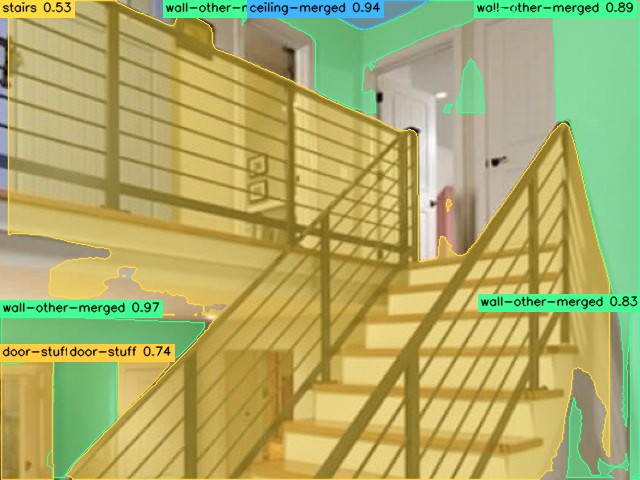 stairs 0.53
wall-other-m
ceiling-merged 0.94
wall-other-merged 0.89
wall-other-merged 0.97
wall-other-merged 0.83
door-stuf
door-stuff 0.74